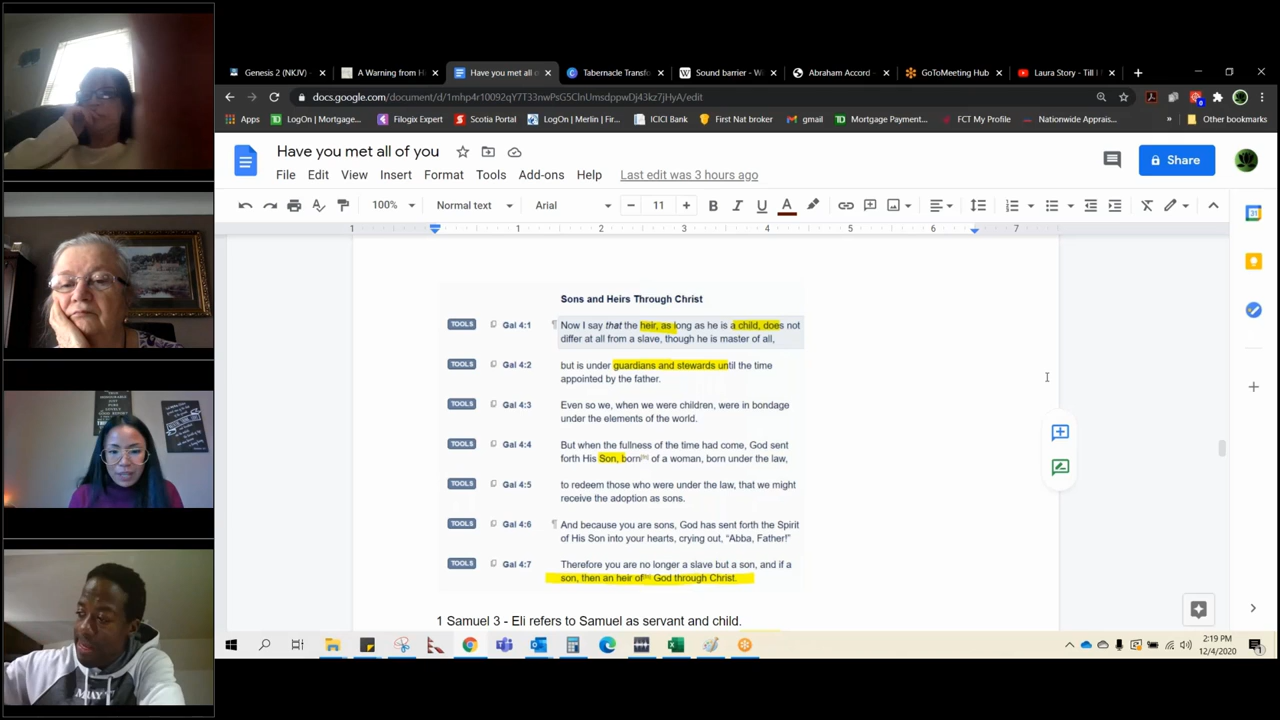 Genesis 2 (NKJV)
A Warning from H
Have you met all o
Tabernacle Transfo
Sound barrier - Wi
Abraham Accord -
GoToMeeting Hub
Laura Story - Till I
docs.google.com/document/d/1mhp4r10092qY7T33nwPsG5ClnUmsdppwDj43kz7jHyA/edit
Apps
LogOn | Mortgage...
Filogix Expert
Scotia Portal
LogOn | Merlin | Fir...
ICICI Bank
First Nat broker
gmail
Mortgage Payment...
FCT My Profile
Nationwide Apprais...
»
Other bookmarks
Have you met all of you
Share
File Edit View Insert Format Tools Add-ons Help Last edit was 3 hours ago
100% Normal text Arial 11 B I U A
1 1 2 3 4 5 6 7
Sons and Heirs Through Christ
TOOLS Gal 4:1 ¶ Now I say that the heir, as long as he is a child, does not
differ at all from a slave, though he is master of all,
TOOLS Gal 4:2 but is under guardians and stewards until the time
appointed by the father.
TOOLS Gal 4:3 Even so we, when we were children, were in bondage
under the elements of the world.
TOOLS Gal 4:4 But when the fullness of the time had come, God sent
forth His Son, born[fn] of a woman, born under the law,
TOOLS Gal 4:5 to redeem those who were under the law, that we might
receive the adoption as sons.
TOOLS Gal 4:6 ¶ And because you are sons, God has sent forth the Spirit
of His Son into your hearts, crying out, “Abba, Father!”
TOOLS Gal 4:7 Therefore you are no longer a slave but a son, and if a
son, then an heir of[fn] God through Christ.
1 Samuel 3 - Eli refers to Samuel as servant and child.
2:19 PM
12/4/2020